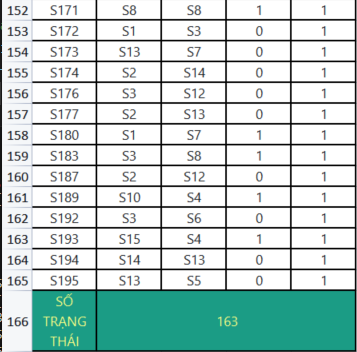 152 S171 S8 S8 1 1
153 S172 S1 S3 0 1
154 S173 S13 S7 0 1
155 S174 S2 S14 0 1
156 S176 S3 S12 0 1
157 S177 S2 S13 0 1
158 S180 S1 S7 1 1
159 S183 S3 S8 1 1
160 S187 S2 S12 0 1
161 S189 S10 S4 1 1
162 S192 S3 S6 0 1
163 S193 S15 S4 1 1
164 S194 S14 S13 0 1
165 S195 S13 S5 0 1
SỐ
166 TRẠNG 163
THÁI